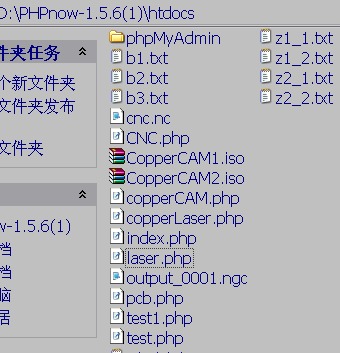 D:\PHPnow-1.5.6(1)\htdocs
件夹任务
个新文件夹
文件夹发布
文件夹
w-1.5.6(1)
档
档
脑
居
phpMyAdmin
b1.txt
b2.txt
b3.txt
cnc.nc
CNC.php
CopperCAM1.iso
CopperCAM2.iso
copperCAM.php
copperLaser.php
index.php
laser.php
output_0001.ngc
pcb.php
test1.php
test.php
z1_1.txt
z1_2.txt
z2_1.txt
z2_2.txt